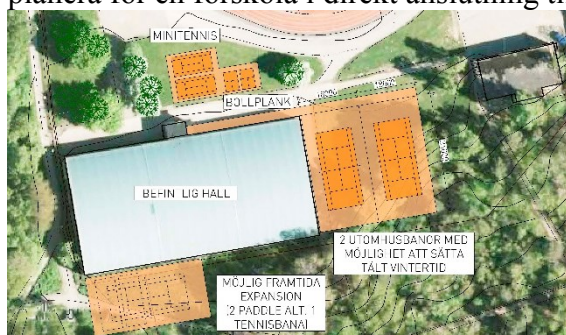 planera för en förskola i direkt anslutning ti
MINITENNIS
BOLLPLANK
BEFINTLIG HALL
2 UTOMHUSBANOR MED
MÖJLIGHET ATT SÄTTA
TÄLT VINTERTID
MÖJLIG FRAMTIDA
EXPANSION
(2 PADDLE ALT. 1
TENNISBANA)